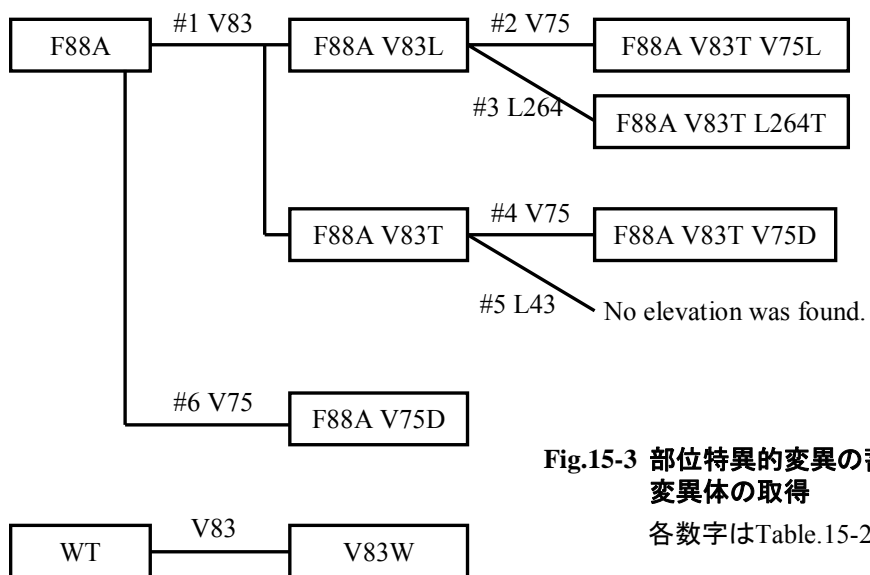 #1 V83
#2 V75
F88A
F88A V83L
F88A V83T V75L
#3 L264
F88A V83T L264T
#4 V75
F88A V83T
F88A V83T V75D
#5 L43
No elevation was found.
#6 V75
F88A V75D
Fig.15-3 部位特異的変異の
変異体の取得
各数字はTable.15-2
V83
WT
V83W